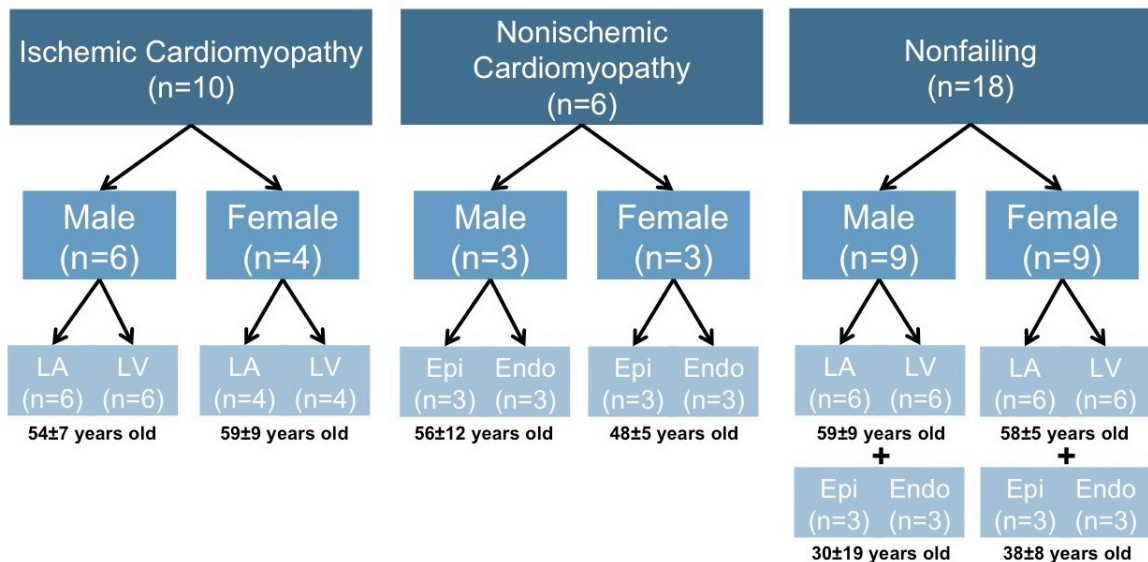 Ischemic Cardiomyopathy
(n=10)
Nonischemic
Cardiomyopathy
(n=6)
Nonfailing
(n=18)
Male
(n=6)
Female
(n=4)
Male
(n=3)
Female
(n=3)
Male
(n=9)
Female
(n=9)
LA LV
(n=6) (n=6)
54±7 years old
LA LV
(n=4) (n=4)
59±9 years old
Epi Endo
(n=3) (n=3)
56±12 years old
Epi Endo
(n=3) (n=3)
48±5 years old
LA LV
(n=6) (n=6)
59±9 years old
+
Epi Endo
(n=3) (n=3)
30±19 years old
LA LV
(n=6) (n=6)
58±5 years old
+
Epi Endo
(n=3) (n=3)
38±8 years old